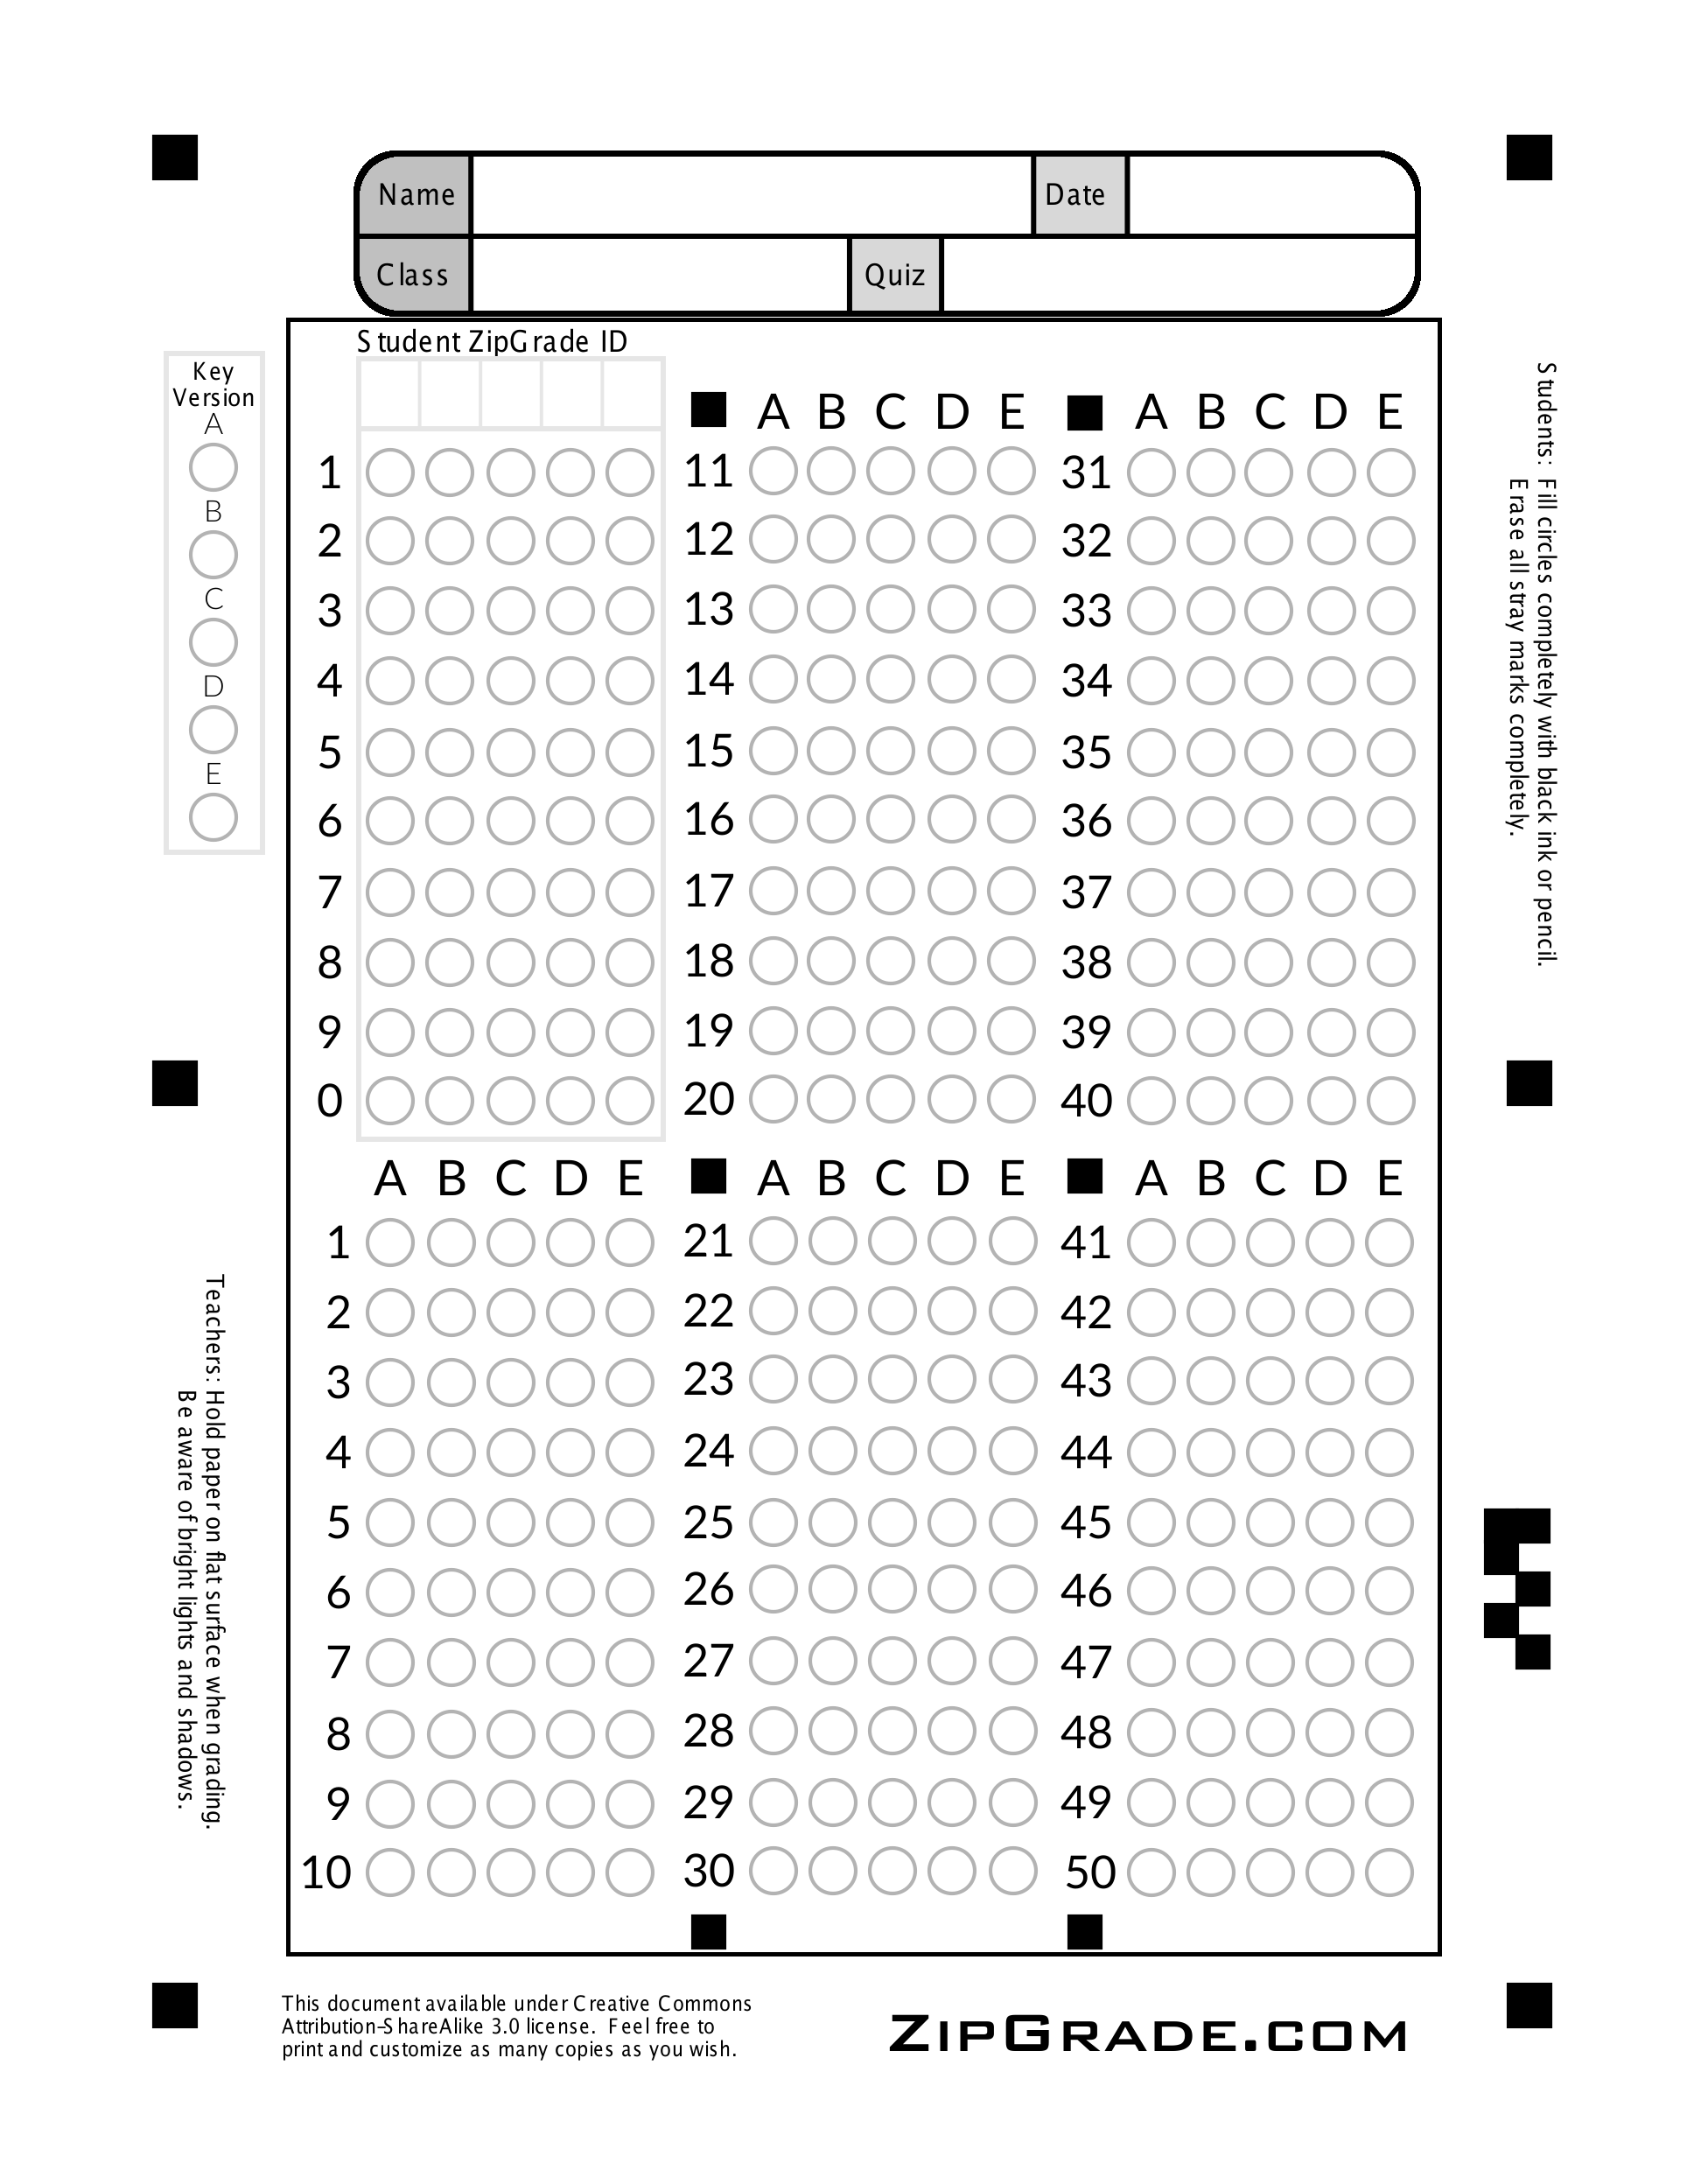 Name Date
Class Quiz
Student ZipGrade ID
Key
Version
A
B
C
D
E
1
2
3
4
5
6
7
8
9
0
A B C D E
11
12
13
14
15
16
17
18
19
20
A B C D E
31
32
33
34
35
36
37
38
39
40
A B C D E
1
2
3
4
5
6
7
8
9
10
A B C D E
21
22
23
24
25
26
27
28
29
30
A B C D E
41
42
43
44
45
46
47
48
49
50
Students: Fill circles completely with black ink or pencil.
Erase all stray marks completely.
Teachers: Hold paper on flat surface when grading.
Be aware of bright lights and shadows.
This document available under Creative Commons
Attribution-ShareAlike 3.0 license. Feel free to
print and customize as many copies as you wish.
ZIPGRADE.COM